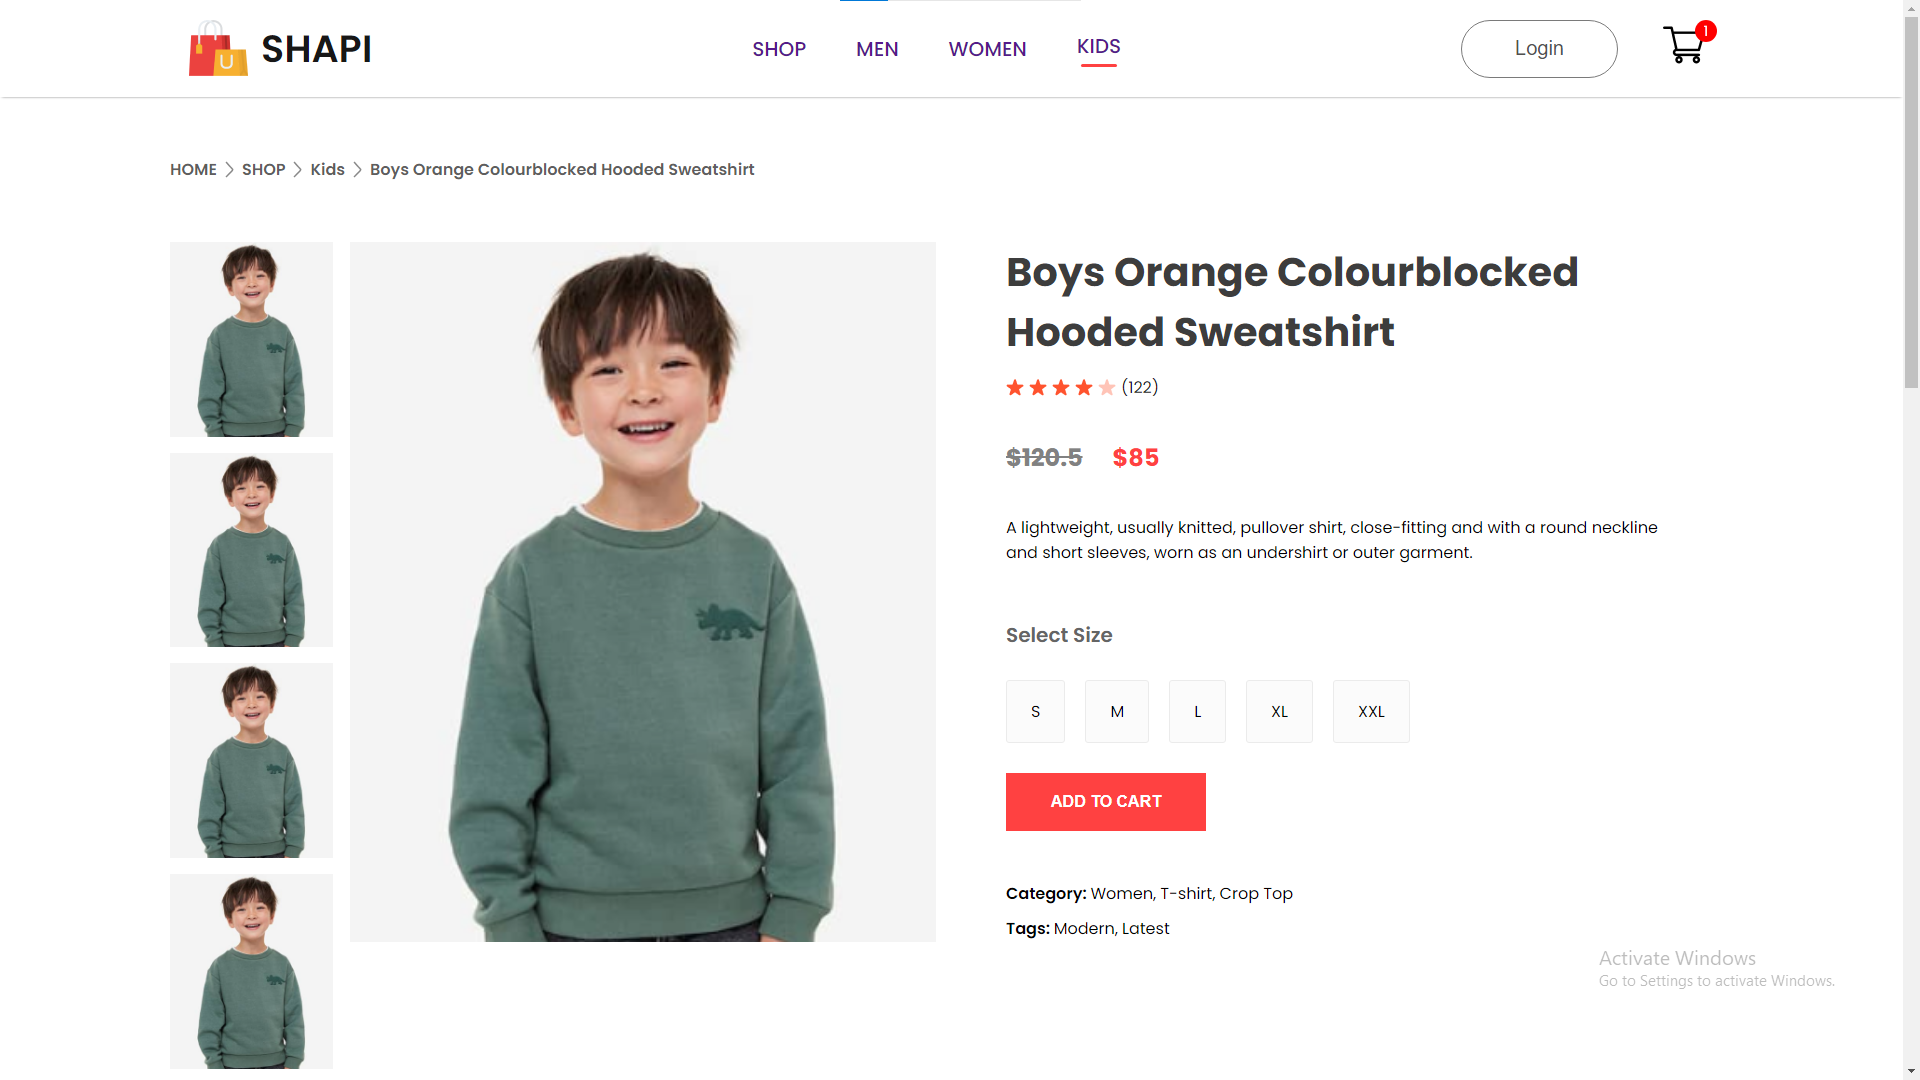 U
SHAPI
SHOP
MEN
WOMEN
KIDS
Login
1
HOME
SHOP
Kids
Boys Orange Colourblocked Hooded Sweatshirt
Boys Orange Colourblocked
Hooded Sweatshirt
(122)
$120.5
$85
A lightweight, usually knitted, pullover shirt, close-fitting and with a round neckline
and short sleeves, worn as an undershirt or outer garment.
Select Size
S
M
L
XL
XXL
ADD TO CART
Category: Women, T-shirt, Crop Top
Tags: Modern, Latest
Activate Windows
Go to Settings to activate Windows.